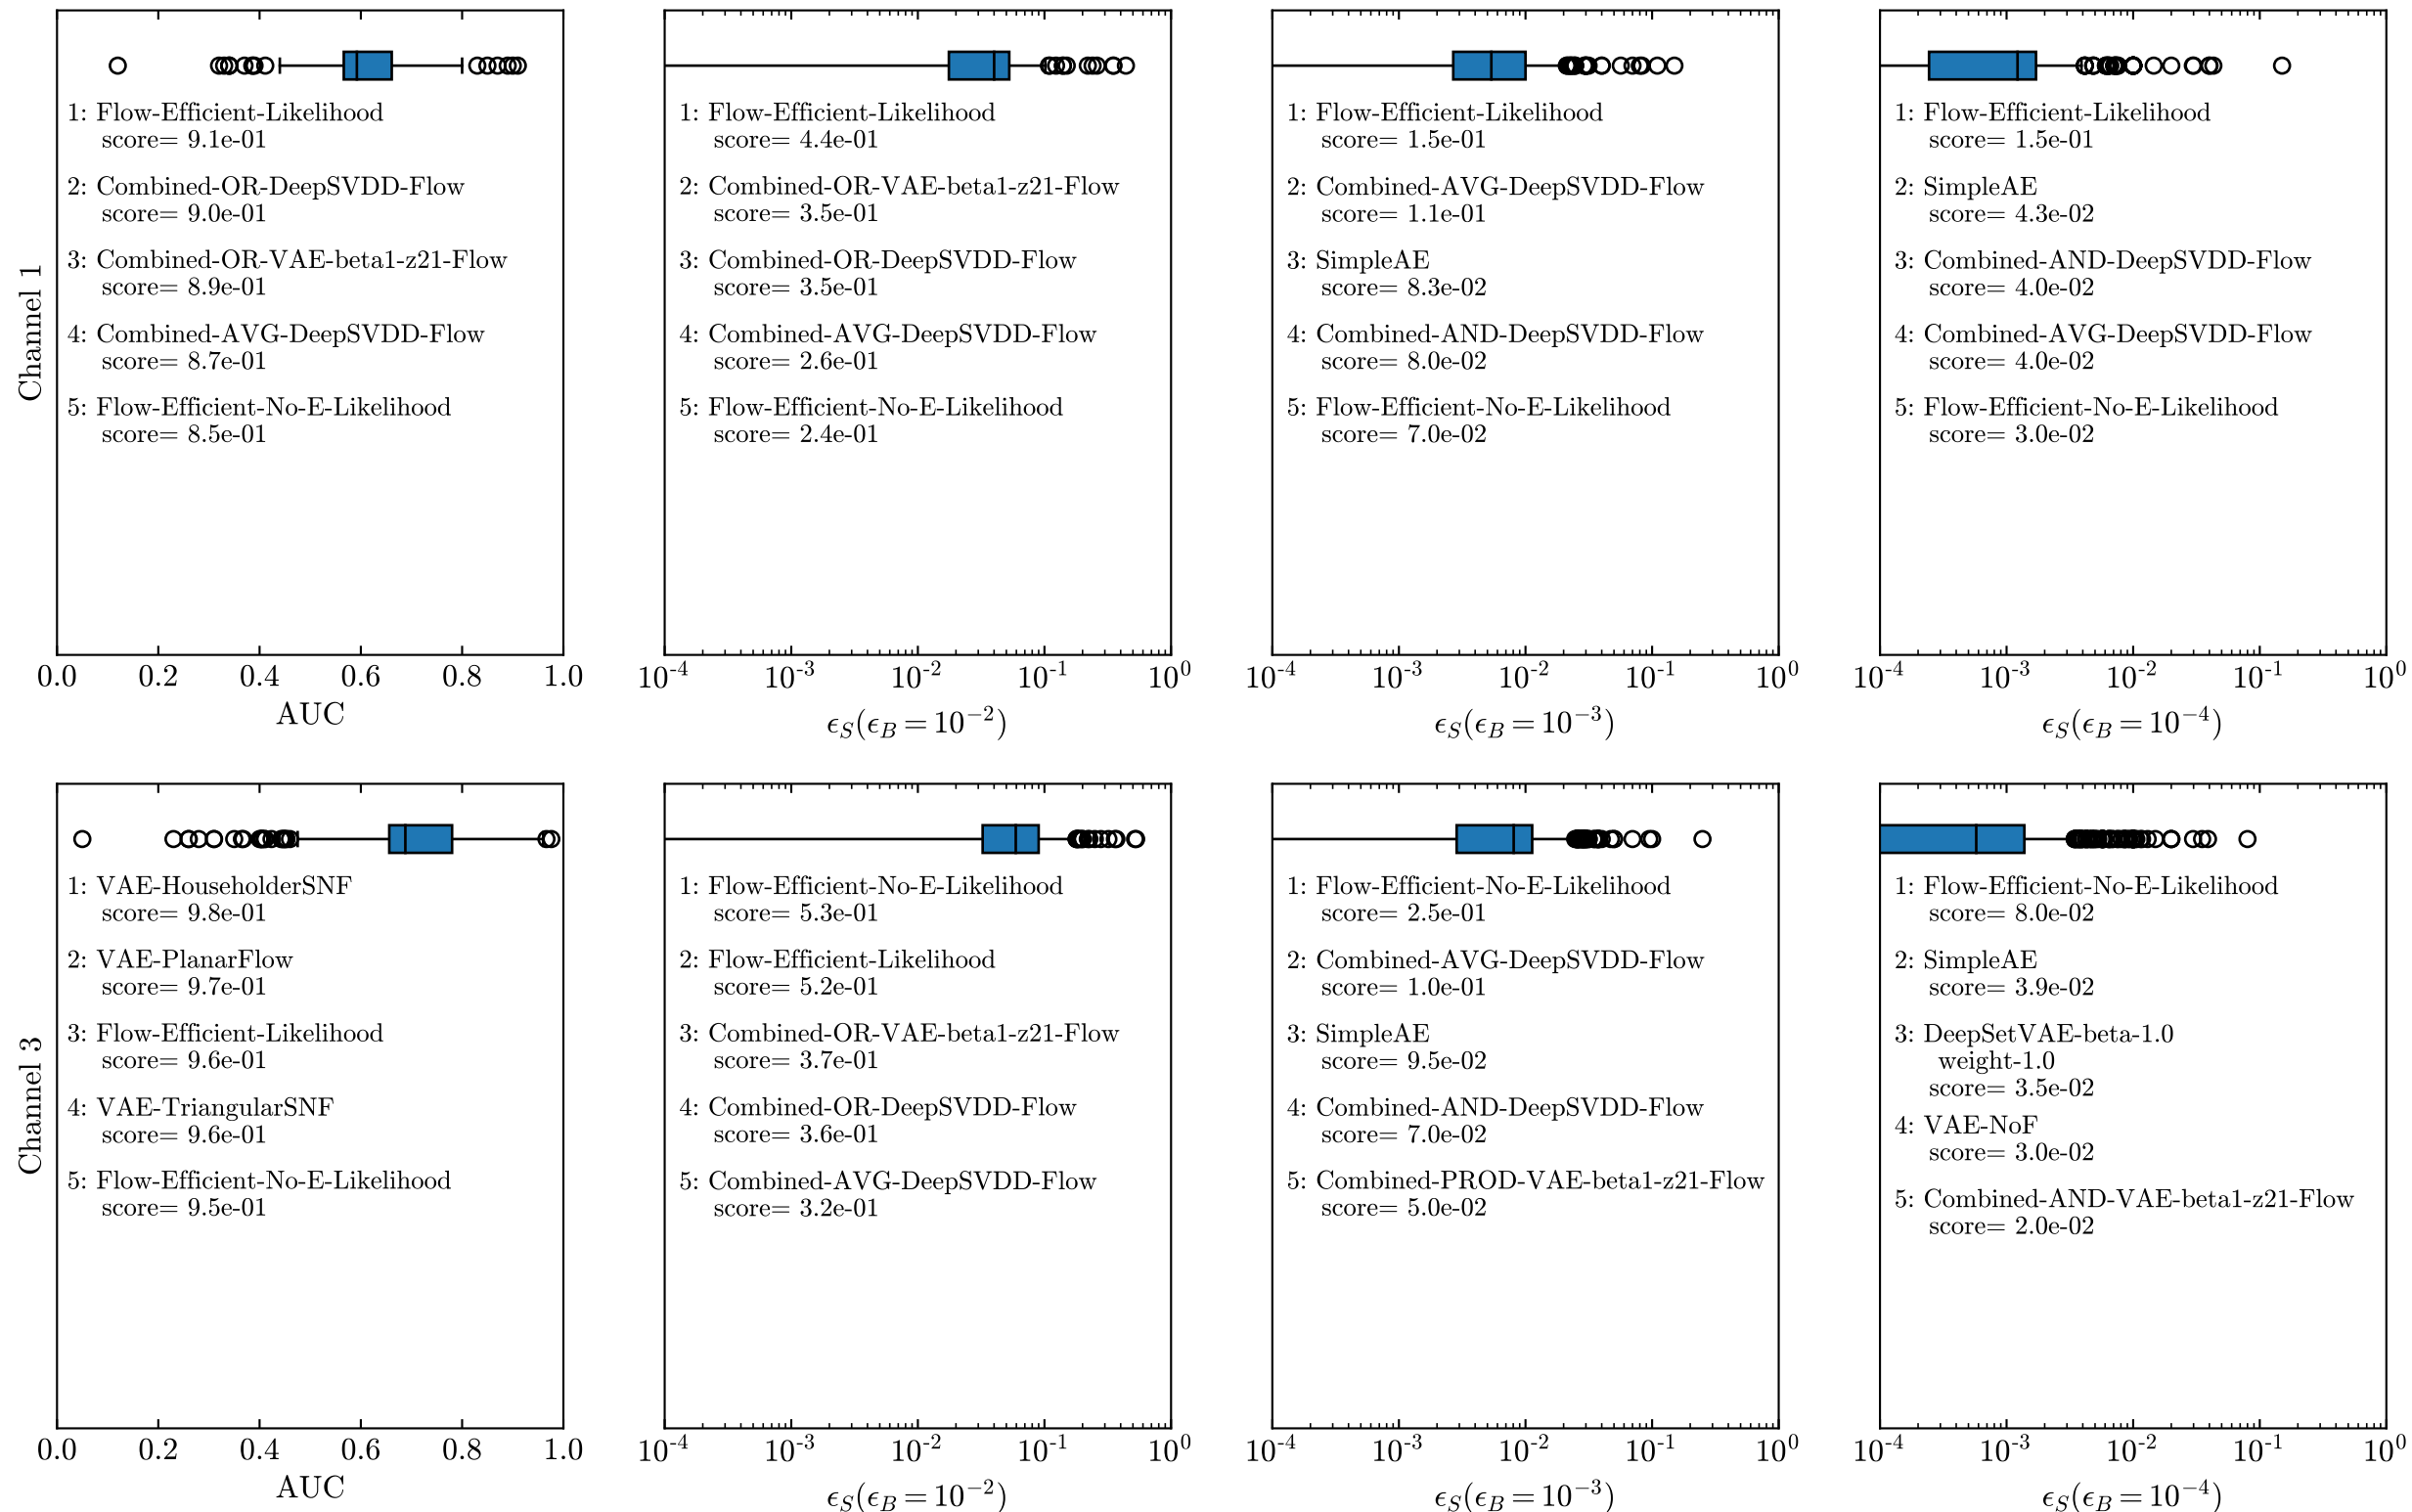 Channel 1
1: Flow-Efficient-Likelihood
score= 9.1e-01
2: Combined-OR-DeepSVDD-Flow
score= 9.0e-01
3: Combined-OR-VAE-beta1-z21-Flow
score= 8.9e-01
4: Combined-AVG-DeepSVDD-Flow
score= 8.7e-01
5: Flow-Efficient-No-E-Likelihood
score= 8.5e-01
0.0 0.2 0.4 0.6 0.8 1.0
AUC
1: Flow-Efficient-Likelihood
score= 4.4e-01
2: Combined-OR-VAE-beta1-z21-Flow
score= 3.5e-01
3: Combined-OR-DeepSVDD-Flow
score= 3.5e-01
4: Combined-AVG-DeepSVDD-Flow
score= 2.6e-01
5: Flow-Efficient-No-E-Likelihood
score= 2.4e-01
10^-4 10^-3 10^-2 10^-1 10^0
ϵ_S(ϵ_B = 10^−2)
1: Flow-Efficient-Likelihood
score= 1.5e-01
2: Combined-AVG-DeepSVDD-Flow
score= 1.1e-01
3: SimpleAE
score= 8.3e-02
4: Combined-AND-DeepSVDD-Flow
score= 8.0e-02
5: Flow-Efficient-No-E-Likelihood
score= 7.0e-02
10^-4 10^-3 10^-2 10^-1 10^0
ϵ_S(ϵ_B = 10^−3)
1: Flow-Efficient-Likelihood
score= 1.5e-01
2: SimpleAE
score= 4.3e-02
3: Combined-AND-DeepSVDD-Flow
score= 4.0e-02
4: Combined-AVG-DeepSVDD-Flow
score= 4.0e-02
5: Flow-Efficient-No-E-Likelihood
score= 3.0e-02
10^-4 10^-3 10^-2 10^-1 10^0
ϵ_S(ϵ_B = 10^−4)
Channel 3
1: VAE-HouseholderSNF
score= 9.8e-01
2: VAE-PlanarFlow
score= 9.7e-01
3: Flow-Efficient-Likelihood
score= 9.6e-01
4: VAE-TriangularSNF
score= 9.6e-01
5: Flow-Efficient-No-E-Likelihood
score= 9.5e-01
0.0 0.2 0.4 0.6 0.8 1.0
AUC
1: Flow-Efficient-No-E-Likelihood
score= 5.3e-01
2: Flow-Efficient-Likelihood
score= 5.2e-01
3: Combined-OR-VAE-beta1-z21-Flow
score= 3.7e-01
4: Combined-OR-DeepSVDD-Flow
score= 3.6e-01
5: Combined-AVG-DeepSVDD-Flow
score= 3.2e-01
10^-4 10^-3 10^-2 10^-1 10^0
ϵ_S(ϵ_B = 10^−2)
1: Flow-Efficient-No-E-Likelihood
score= 2.5e-01
2: Combined-AVG-DeepSVDD-Flow
score= 1.0e-01
3: SimpleAE
score= 9.5e-02
4: Combined-AND-DeepSVDD-Flow
score= 7.0e-02
5: Combined-PROD-VAE-beta1-z21-Flow
score= 5.0e-02
10^-4 10^-3 10^-2 10^-1 10^0
ϵ_S(ϵ_B = 10^−3)
1: Flow-Efficient-No-E-Likelihood
score= 8.0e-02
2: SimpleAE
score= 3.9e-02
3: DeepSetVAE-beta-1.0
weight-1.0
score= 3.5e-02
4: VAE-NoF
score= 3.0e-02
5: Combined-AND-VAE-beta1-z21-Flow
score= 2.0e-02
10^-4 10^-3 10^-2 10^-1 10^0
ϵ_S(ϵ_B = 10^−4)